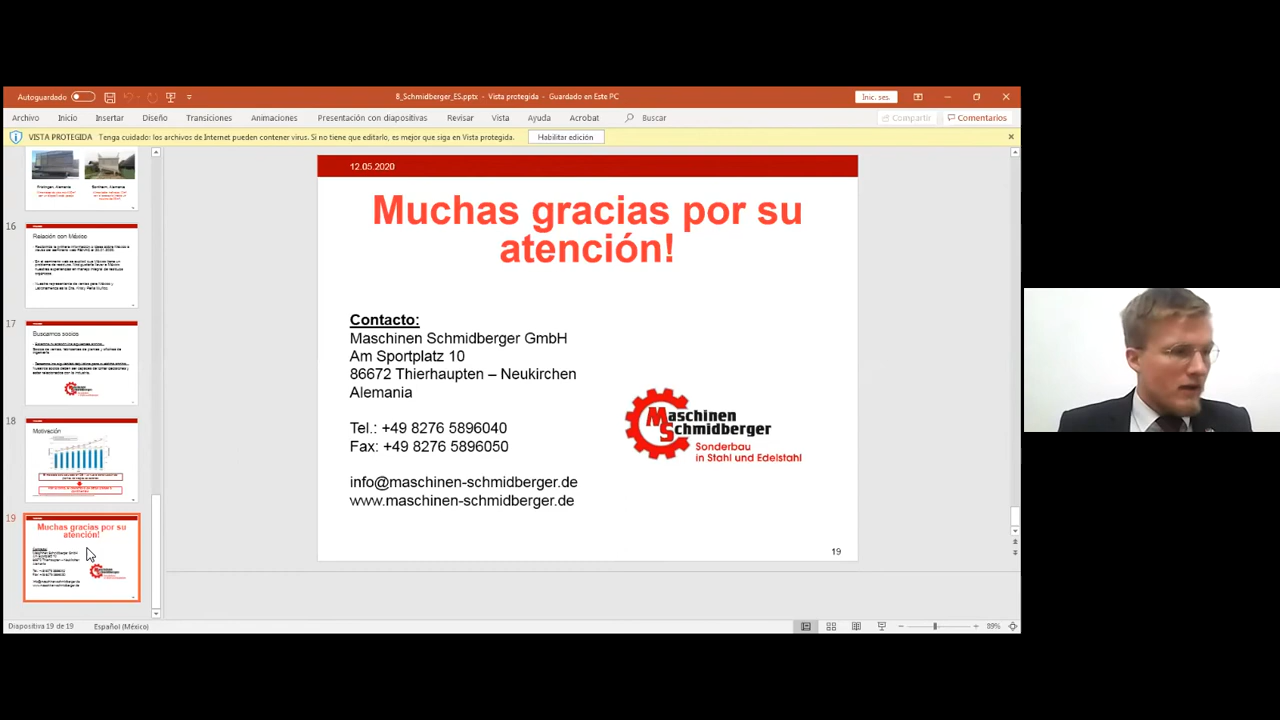 Autoguardado
8_Schmidberger_ES.pptx - Vista protegida - Guardado en Este PC
Inic. ses.
Archivo Inicio Insertar Diseño Transiciones Animaciones Presentación con diapositivas Revisar Vista Ayuda Acrobat Buscar Compartir Comentarios
VISTA PROTEGIDA Tenga cuidado: los archivos de Internet pueden contener virus. Si no tiene que editarlo, es mejor que siga en Vista protegida. Habilitar edición
16
Relación con México
17
Buscamos socios
18
Motivación
19
Muchas gracias por su
atención!
12.05.2020
Muchas gracias por su
atención!
Contacto:
Maschinen Schmidberger GmbH
Am Sportplatz 10
86672 Thierhaupten – Neukirchen
Alemania
Tel.: +49 8276 5896040
Fax: +49 8276 5896050
info@maschinen-schmidberger.de
www.maschinen-schmidberger.de
Maschinen
Schmidberger
Sonderbau
in Stahl und Edelstahl
19
Diapositiva 19 de 19 Español (México) 89%